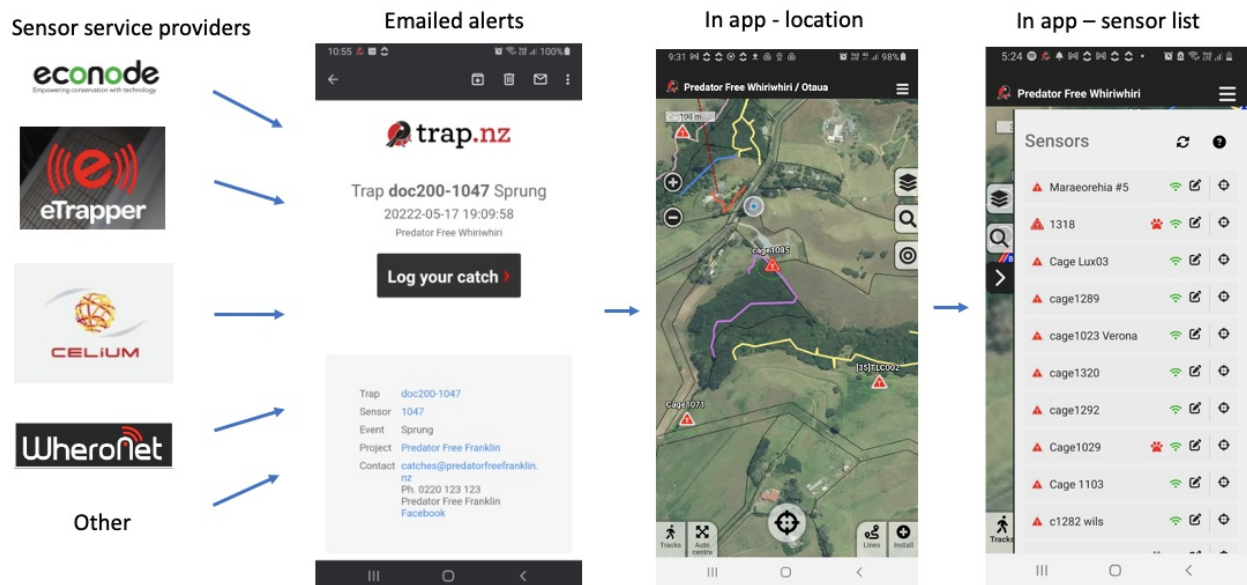 Sensor service providers
econode
Empowering conservation with technology
e
eTrapper
CELiUM
WheroNet
Other
Emailed alerts
10:55
100%
trap.nz
Trap doc200-1047 Sprung
20222-05-17 19:09:58
Predator Free Whiriwhiri
Log your catch
Trap doc200-1047
Sensor 1047
Event Sprung
Project Predator Free Franklin
Contact catches@predatorfreefranklin.
nz
Ph. 0220 123 123
Predator Free Franklin
Facebook
In app - location
9:31
98%
Predator Free Whiriwhiri / Otaua
cage1085
[35]TLC002
Cage1071
Tracks
Auto
centre
Lines
Install
In app – sensor list
5:24
Predator Free Whiriwhiri
Sensors
Maraeorehia #5
1318
Cage Lux03
cage1289
cage1023 Verona
cage1320
cage1292
Cage1029
Cage 1103
c1282 wils
Tracks